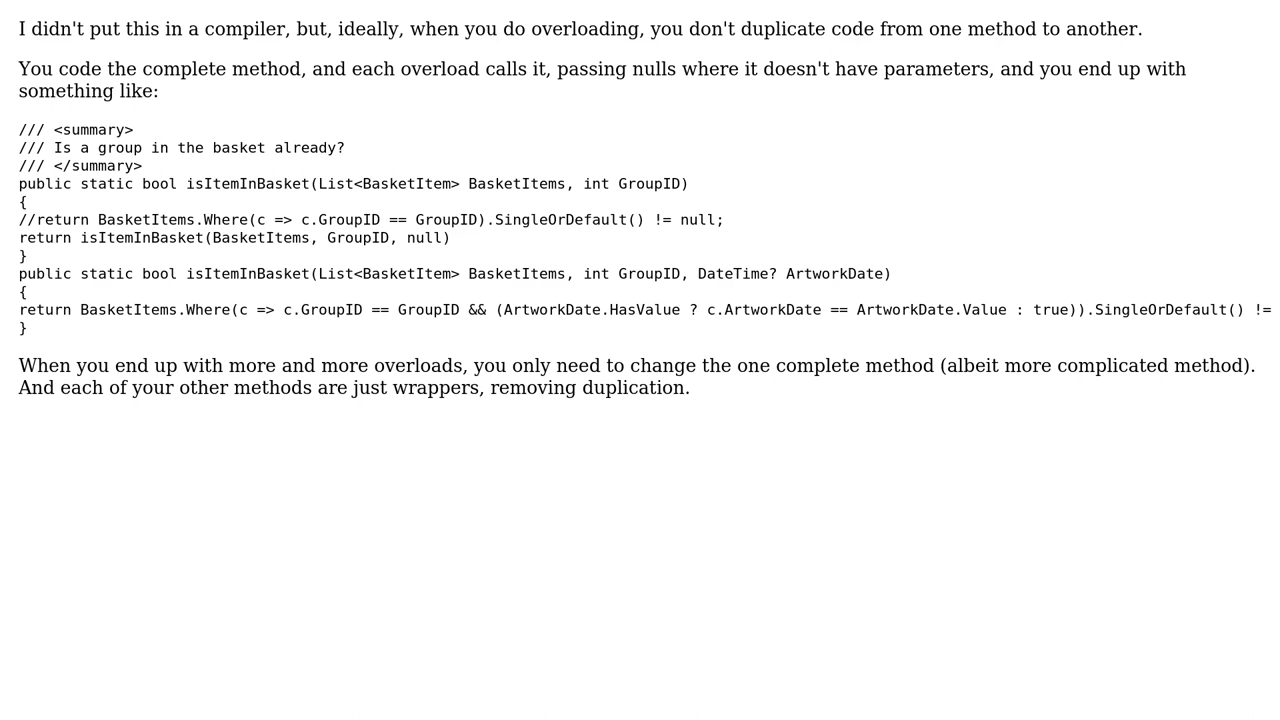 I didn't put this in a compiler, but, ideally, when you do overloading, you don't duplicate code from one method to another.
You code the complete method, and each overload calls it, passing nulls where it doesn't have parameters, and you end up with
something like:
/// <summary>
/// Is a group in the basket already?
/// </summary>
public static bool isItemInBasket(List<BasketItem> BasketItems, int GroupID)
{
//return BasketItems.Where(c => c.GroupID == GroupID).SingleOrDefault() != null;
return isItemInBasket(BasketItems, GroupID, null)
}
public static bool isItemInBasket(List<BasketItem> BasketItems, int GroupID, DateTime? ArtworkDate)
{
return BasketItems.Where(c => c.GroupID == GroupID && (ArtworkDate.HasValue ? c.ArtworkDate == ArtworkDate.Value : true)).SingleOrDefault() !=
}
When you end up with more and more overloads, you only need to change the one complete method (albeit more complicated method).
And each of your other methods are just wrappers, removing duplication.